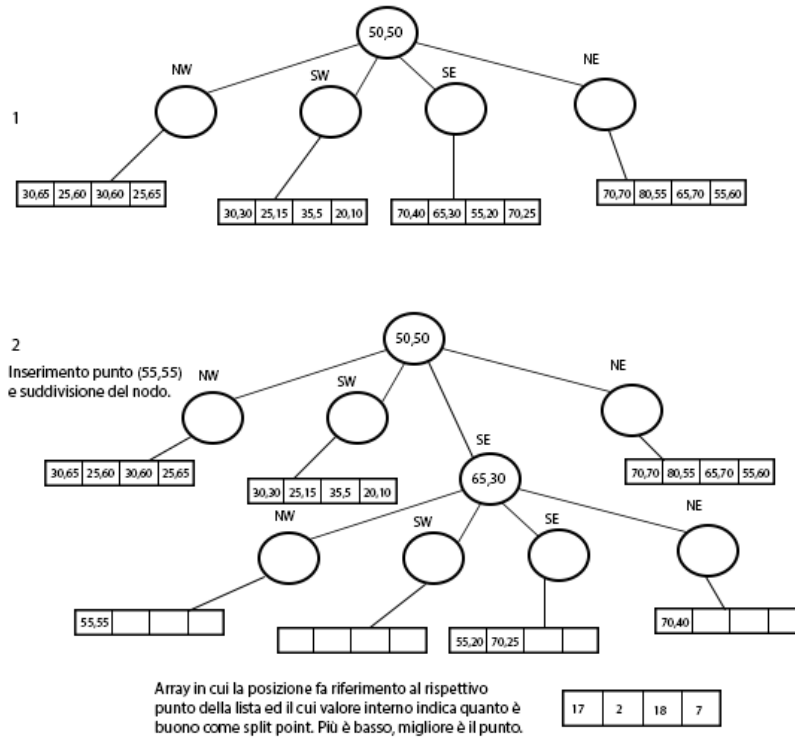 50,50
NW
SW
SE
NE
1
30,65 25,60 30,60 25,65
30,30 25,15 35,5 20,10
70,40 65,30 55,20 70,25
70,70 80,55 65,70 55,60
2
Inserimento punto (55,55)
e suddivisione del nodo.
50,50
NW
SW
SE
NE
30,65 25,60 30,60 25,65
30,30 25,15 35,5 20,10
65,30
70,70 80,55 65,70 55,60
NW
SW
SE
NE
55,55
55,20 70,25
70,40
Array in cui la posizione fa riferimento al rispettivo
punto della lista ed il cui valore interno indica quanto è
buono come split point. Più è basso, migliore è il punto.
17 2 18 7